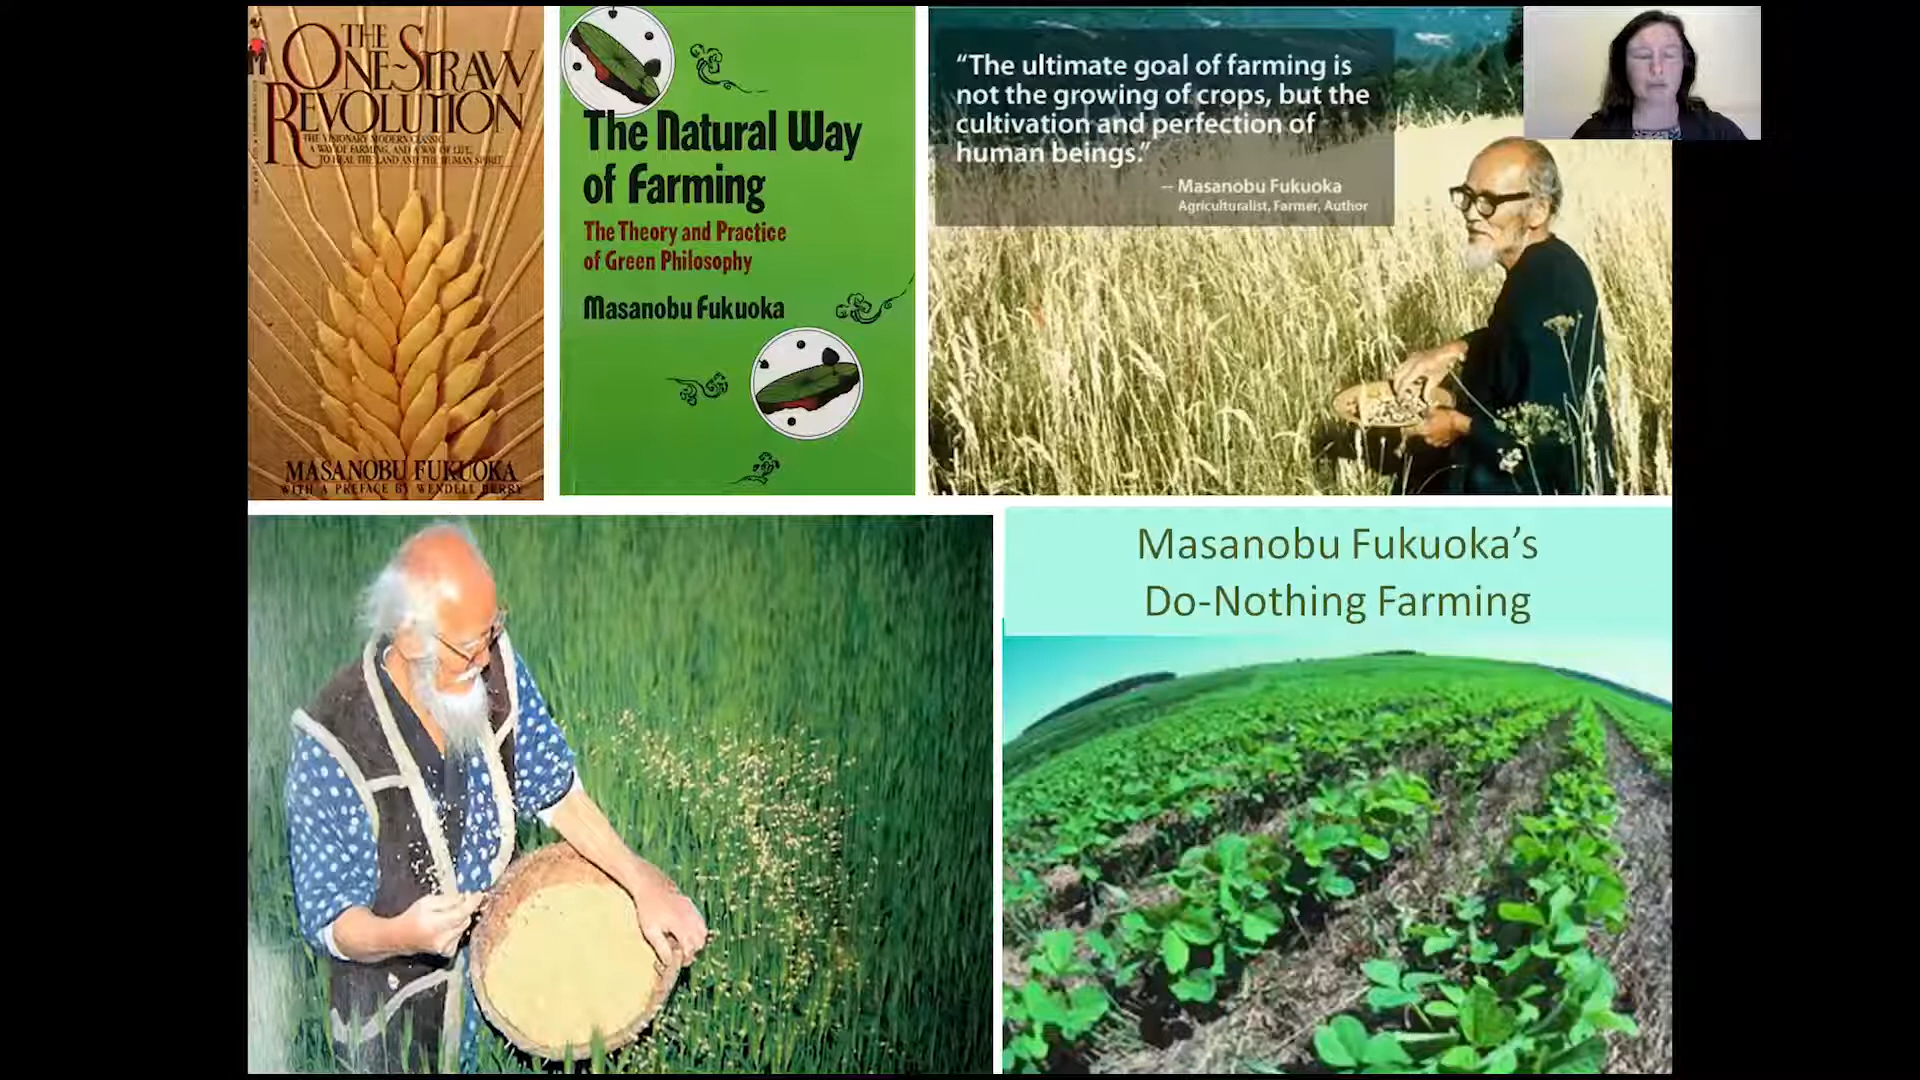 THE
ONE-STRAW
REVOLUTION
THE VISIONARY MODERN CLASSIC
A WAY OF FARMING, AND A WAY OF LIFE,
TO HEAL THE LAND AND THE HUMAN SPIRIT
MASANOBU FUKUOKA
WITH A PREFACE BY WENDELL BERRY
The Natural Way
of Farming
The Theory and Practice
of Green Philosophy
Masanobu Fukuoka
“The ultimate goal of farming is
not the growing of crops, but the
cultivation and perfection of
human beings.”
-- Masanobu Fukuoka
Agriculturalist, Farmer, Author
Masanobu Fukuoka’s
Do-Nothing Farming